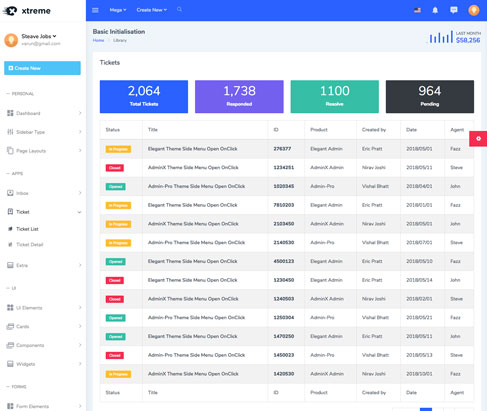 xtreme
Mega
Create New
Steave Jobs
varun@gmail.com
Create New
PERSONAL
Dashboard
Sidebar Type
Page Layouts
APPS
Inbox
Ticket
Ticket List
Ticket Detail
Extra
UI
UI Elements
Cards
Components
Widgets
FORMS
Form Elements
Basic Initialisation
Home Library
LAST MONTH
$58,256
Tickets
2,064 1,738 1100 964
Total Tickets Responded Resolve Pending
Status Title ID Product Created by Date Agent
In Progress Elegant Theme Side Menu Open OnClick 276377 Elegant Admin Eric Pratt 2018/05/01 Fazz
Closed AdminX Theme Side Menu Open OnClick 1234251 AdminX Admin Nirav Joshi 2018/05/11 Steve
Opened Admin-Pro Theme Side Menu Open OnClick 1020345 Admin-Pro Vishal Bhatt 2018/04/01 John
In Progress Elegant Theme Side Menu Open OnClick 7810203 Elegant Admin Eric Pratt 2018/01/01 Fazz
In Progress AdminX Theme Side Menu Open OnClick 2103450 AdminX Admin Nirav Joshi 2018/05/01 John
In Progress Admin-Pro Theme Side Menu Open OnClick 2140530 Admin-Pro Vishal Bhatt 2018/07/01 Steve
Opened Elegant Theme Side Menu Open OnClick 4500123 Elegant Admin Eric Pratt 2018/05/10 Fazz
Closed Elegant Theme Side Menu Open OnClick 1230450 Elegant Admin Eric Pratt 2018/05/14 John
Closed AdminX Theme Side Menu Open OnClick 1240503 AdminX Admin Nirav Joshi 2018/02/01 Steve
Opened Admin-Pro Theme Side Menu Open OnClick 1250304 Admin-Pro Vishal Bhatt 2018/05/21 Fazz
Opened Elegant Theme Side Menu Open OnClick 1470250 Elegant Admin Eric Pratt 2018/05/11 John
Closed Admin-Pro Theme Side Menu Open OnClick 1450023 Admin-Pro Vishal Bhatt 2018/05/13 Steve
In Progress AdminX Theme Side Menu Open OnClick 1420530 AdminX Admin Nirav Joshi 2018/10/01 Fazz
Status Title ID Product Created by Date Agent